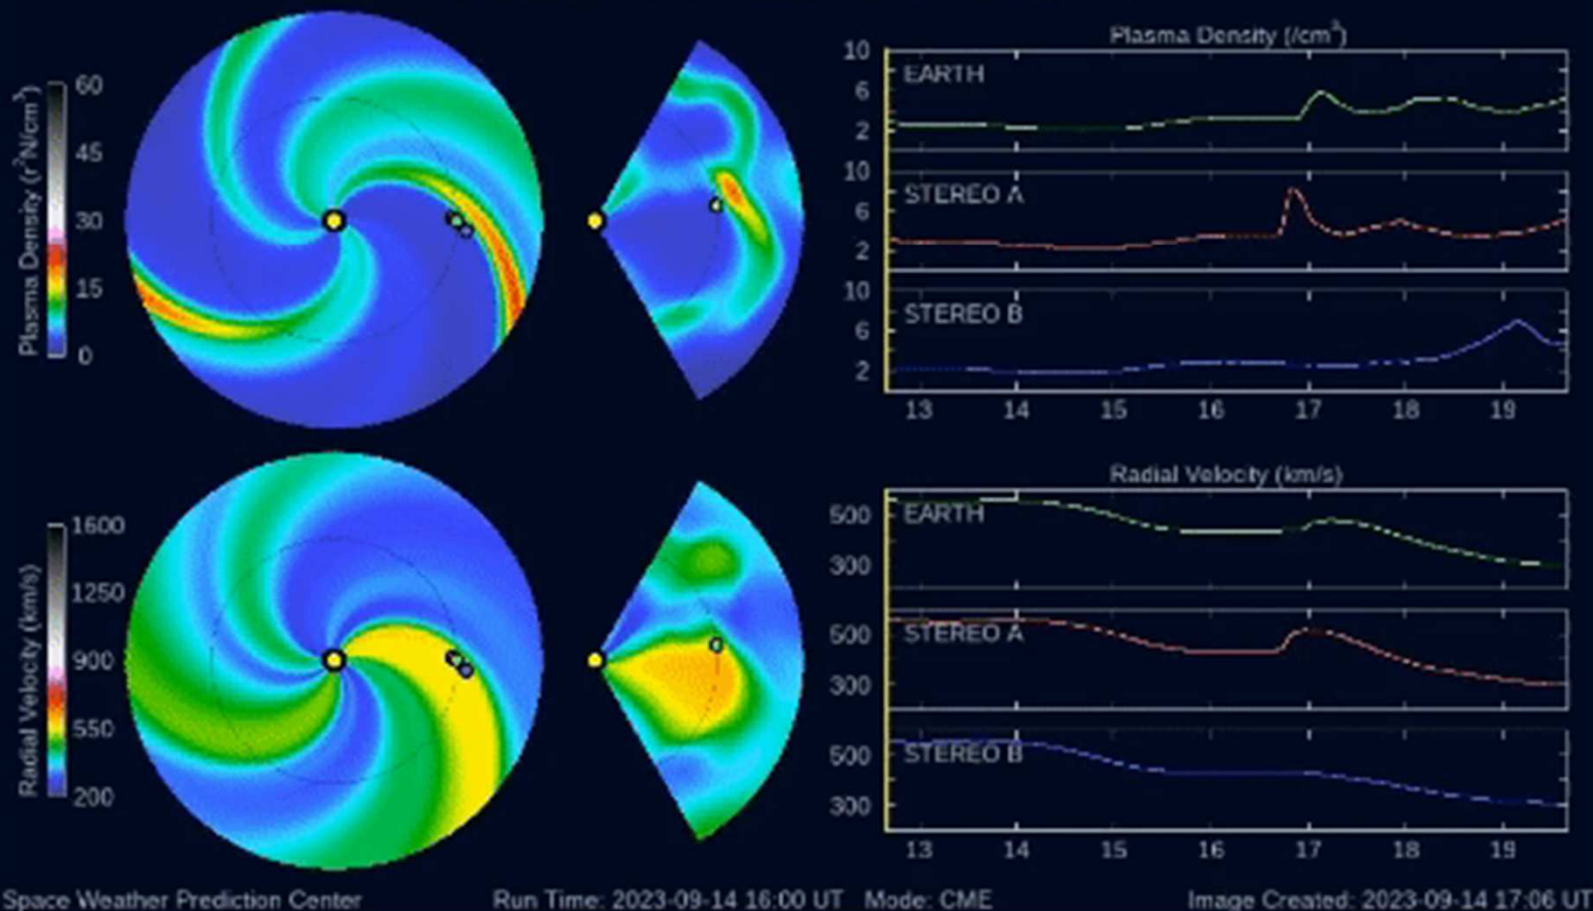 Plasma Density (r²N/cm³)
60
45
30
15
0
Plasma Density (/cm³)
10
6
2
EARTH
10
6
2
STEREO A
10
6
2
STEREO B
13 14 15 16 17 18 19
Radial Velocity (km/s)
1600
1250
900
550
200
Radial Velocity (km/s)
500
300
EARTH
500
300
STEREO A
500
300
STEREO B
13 14 15 16 17 18 19
Space Weather Prediction Center Run Time: 2023-09-14 16:00 UT Mode: CME Image Created: 2023-09-14 17:06 UT